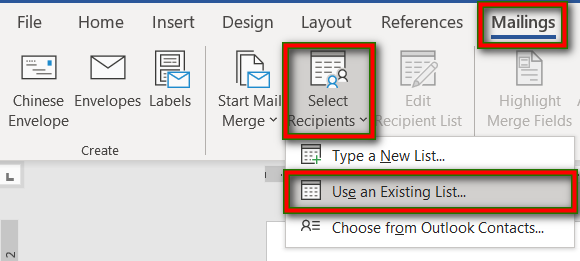 File Home Insert Design Layout References Mailings
Chinese Envelope
Envelopes
Labels
Start Mail Merge
Select Recipients
Edit Recipient List
Highlight Merge Fields
Create
Type a New List...
Use an Existing List...
Choose from Outlook Contacts...
2